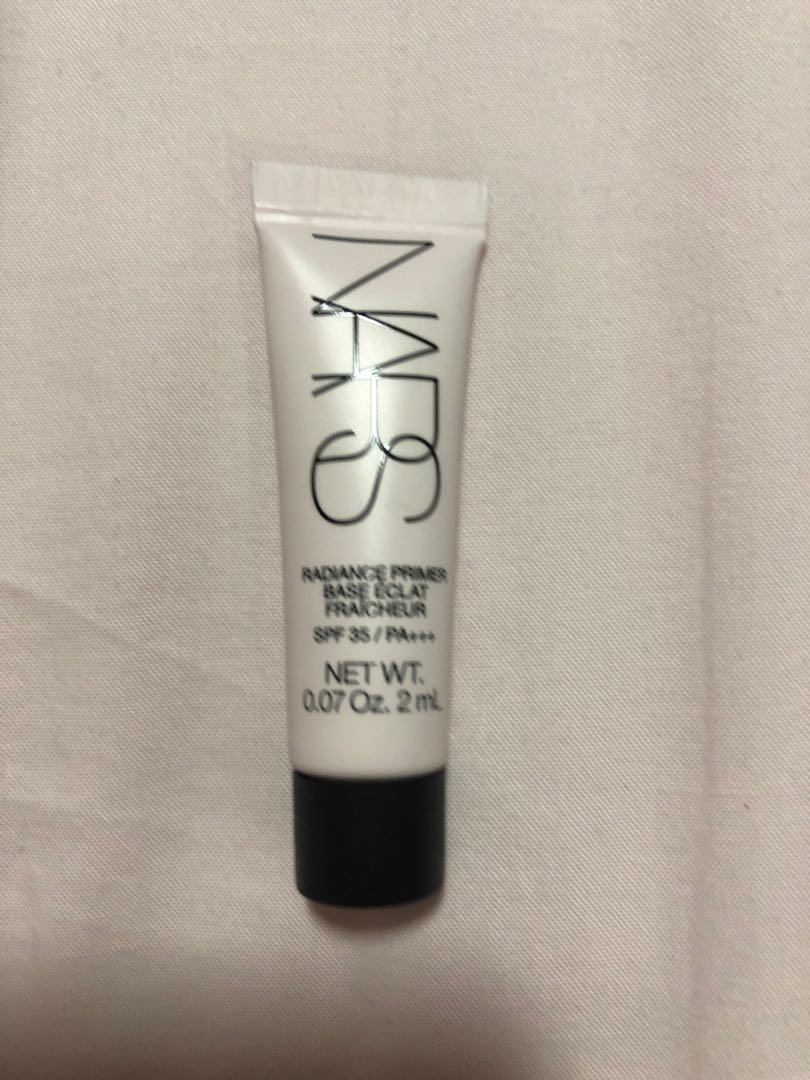 NARS
RADIANCE PRIMER
BASE ÉCLAT
FRAÎCHEUR
SPF 35 / PA+++
NET WT.
0.07 Oz. 2 mL